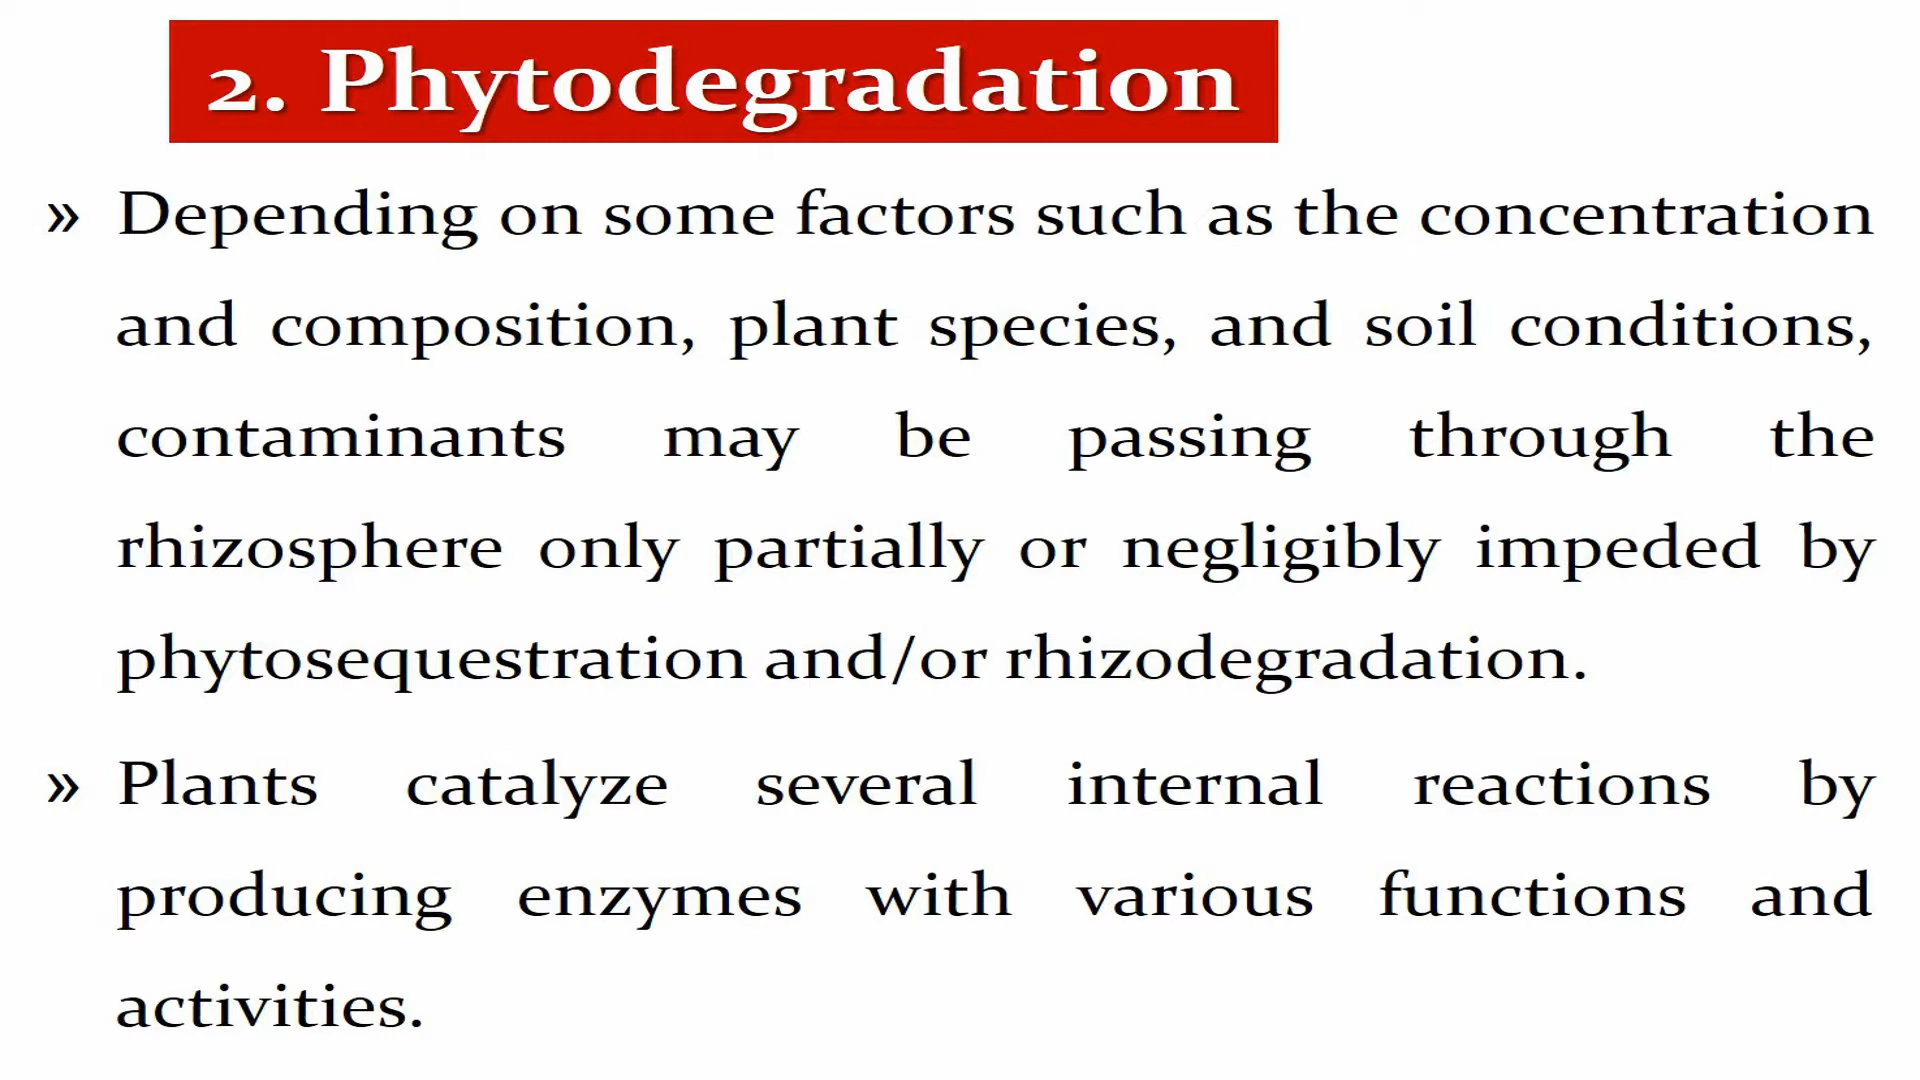 2. Phytodegradation
» Depending on some factors such as the concentration
and composition, plant species, and soil conditions,
contaminants may be passing through the
rhizosphere only partially or negligibly impeded by
phytosequestration and/or rhizodegradation.
» Plants catalyze several internal reactions by
producing enzymes with various functions and
activities.